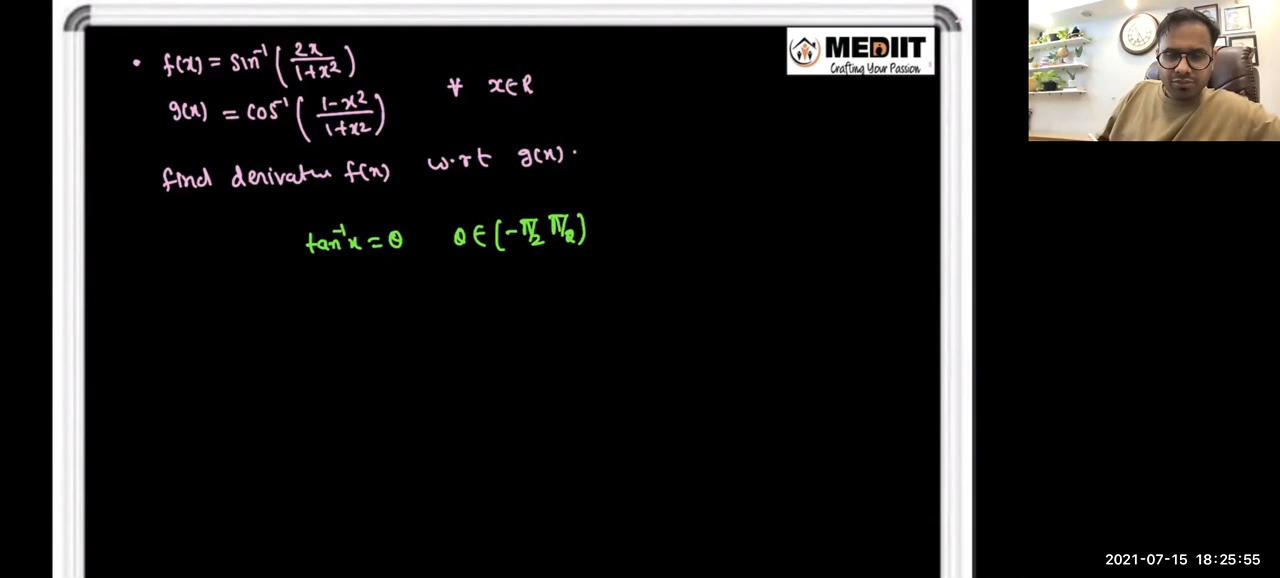 • f(x) = sin⁻¹(2x/(1+x²))
∀ x∈R
g(x) = cos⁻¹((1-x²)/(1+x²))
find derivative f(x) w.r.t g(x).
tan⁻¹x = θ θ ∈ (-π/2 π/2)
MEDIIT
Crafting Your Passion
2021-07-15 18:25:55